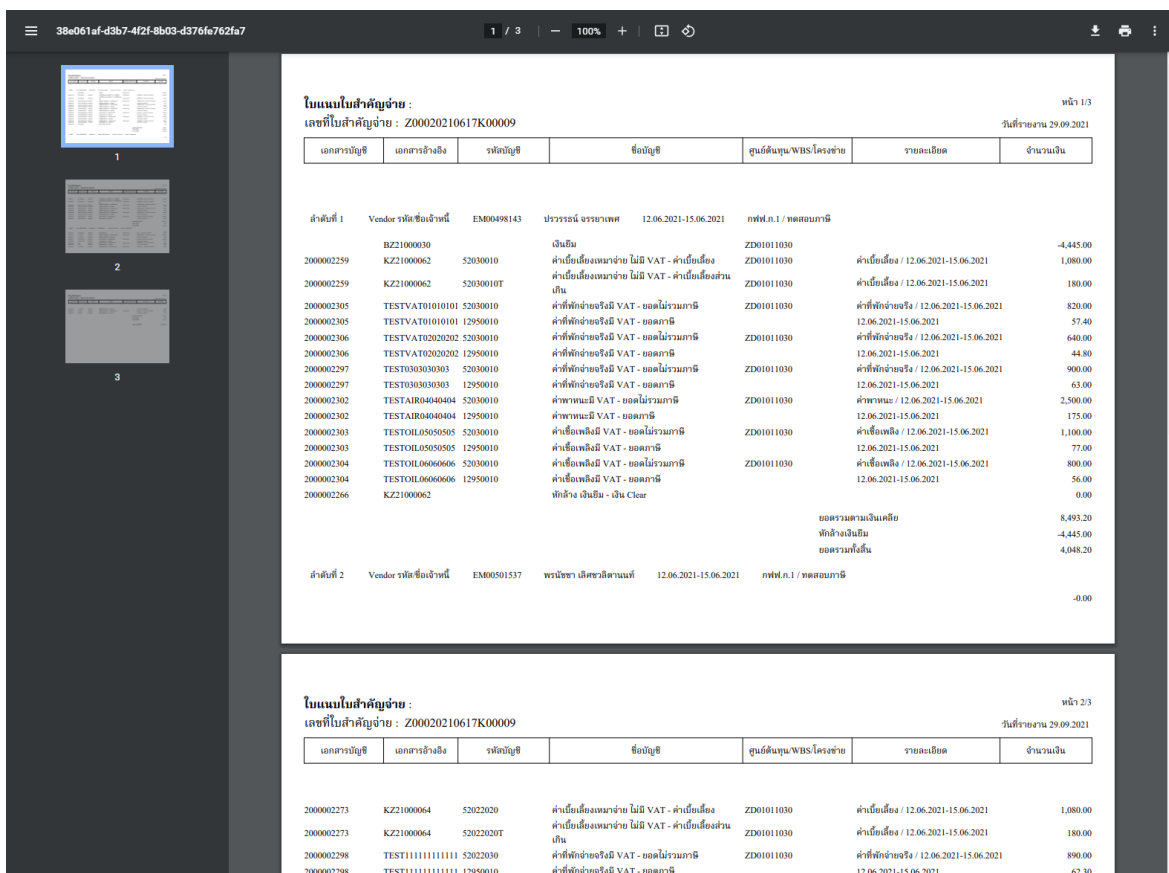 38e061af-d3b7-4f2f-8b03-d376fe762fa7 1 / 3 100%
1
2
3
ใบแนบใบสำคัญจ่าย : หน้า 1/3
เลขที่ใบสำคัญจ่าย : Z00020210617K00009 วันที่รายงาน 29.09.2021
เอกสารบัญชี เอกสารอ้างอิง รหัสบัญชี ชื่อบัญชี ศูนย์ต้นทุน/WBS/โครงข่าย รายละเอียด จำนวนเงิน
ลำดับที่ 1 Vendor รหัส/ชื่อเจ้าหนี้ EM00498143 ปรวรรธน์ จรรยาเพศ 12.06.2021-15.06.2021 กฟฟ.ก.1 / ทดสอบภาษี
BZ21000030 เงินยืม ZD01011030 -4,445.00
2000002259 KZ21000062 52030010 ค่าเบี้ยเลี้ยงเหมาจ่าย ไม่มี VAT - ค่าเบี้ยเลี้ยง ZD01011030 ค่าเบี้ยเลี้ยง / 12.06.2021-15.06.2021 1,080.00
2000002259 KZ21000062 52030010T ค่าเบี้ยเลี้ยงเหมาจ่าย ไม่มี VAT - ค่าเบี้ยเลี้ยงส่วน ZD01011030 ค่าเบี้ยเลี้ยง / 12.06.2021-15.06.2021 180.00
เกิน
2000002305 TESTVAT01010101 52030010 ค่าที่พักจ่ายจริงมี VAT - ยอดไม่รวมภาษี ZD01011030 ค่าที่พักจ่ายจริง / 12.06.2021-15.06.2021 820.00
2000002305 TESTVAT01010101 12950010 ค่าที่พักจ่ายจริงมี VAT - ยอดภาษี 12.06.2021-15.06.2021 57.40
2000002306 TESTVAT02020202 52030010 ค่าที่พักจ่ายจริงมี VAT - ยอดไม่รวมภาษี ZD01011030 ค่าที่พักจ่ายจริง / 12.06.2021-15.06.2021 640.00
2000002306 TESTVAT02020202 12950010 ค่าที่พักจ่ายจริงมี VAT - ยอดภาษี 12.06.2021-15.06.2021 44.80
2000002297 TEST0303030303 52030010 ค่าที่พักจ่ายจริงมี VAT - ยอดไม่รวมภาษี ZD01011030 ค่าที่พักจ่ายจริง / 12.06.2021-15.06.2021 900.00
2000002297 TEST0303030303 12950010 ค่าที่พักจ่ายจริงมี VAT - ยอดภาษี 12.06.2021-15.06.2021 63.00
2000002302 TESTAIR04040404 52030010 ค่าพาหนะมี VAT - ยอดไม่รวมภาษี ZD01011030 ค่าพาหนะ / 12.06.2021-15.06.2021 2,500.00
2000002302 TESTAIR04040404 12950010 ค่าพาหนะมี VAT - ยอดภาษี 12.06.2021-15.06.2021 175.00
2000002303 TESTOIL05050505 52030010 ค่าเชื้อเพลิงมี VAT - ยอดไม่รวมภาษี ZD01011030 ค่าเชื้อเพลิง / 12.06.2021-15.06.2021 1,100.00
2000002303 TESTOIL05050505 12950010 ค่าเชื้อเพลิงมี VAT - ยอดภาษี 12.06.2021-15.06.2021 77.00
2000002304 TESTOIL06060606 52030010 ค่าเชื้อเพลิงมี VAT - ยอดไม่รวมภาษี ZD01011030 ค่าเชื้อเพลิง / 12.06.2021-15.06.2021 800.00
2000002304 TESTOIL06060606 12950010 ค่าเชื้อเพลิงมี VAT - ยอดภาษี 12.06.2021-15.06.2021 56.00
2000002266 KZ21000062 หักล้าง เงินยืม - เงิน Clear 0.00
ยอดรวมตามเงินเคลีย 8,493.20
หักล้างเงินยืม -4,445.00
ยอดรวมทั้งสิ้น 4,048.20
ลำดับที่ 2 Vendor รหัส/ชื่อเจ้าหนี้ EM00501537 พรนัชชา เลิศชวลิตานนท์ 12.06.2021-15.06.2021 กฟฟ.ก.1 / ทดสอบภาษี
-0.00
ใบแนบใบสำคัญจ่าย : หน้า 2/3
เลขที่ใบสำคัญจ่าย : Z00020210617K00009 วันที่รายงาน 29.09.2021
เอกสารบัญชี เอกสารอ้างอิง รหัสบัญชี ชื่อบัญชี ศูนย์ต้นทุน/WBS/โครงข่าย รายละเอียด จำนวนเงิน
2000002273 KZ21000064 52022020 ค่าเบี้ยเลี้ยงเหมาจ่าย ไม่มี VAT - ค่าเบี้ยเลี้ยง ZD01011030 ค่าเบี้ยเลี้ยง / 12.06.2021-15.06.2021 1,080.00
2000002273 KZ21000064 52022020T ค่าเบี้ยเลี้ยงเหมาจ่าย ไม่มี VAT - ค่าเบี้ยเลี้ยงส่วน ZD01011030 ค่าเบี้ยเลี้ยง / 12.06.2021-15.06.2021 180.00
เกิน
2000002298 TEST111111111111 52022030 ค่าที่พักจ่ายจริงมี VAT - ยอดไม่รวมภาษี ZD01011030 ค่าที่พักจ่ายจริง / 12.06.2021-15.06.2021 890.00
2000002298 TEST111111111111 12950010 ค่าที่พักจ่ายจริงมี VAT - ยอดภาษี 12.06.2021-15.06.2021 62.30